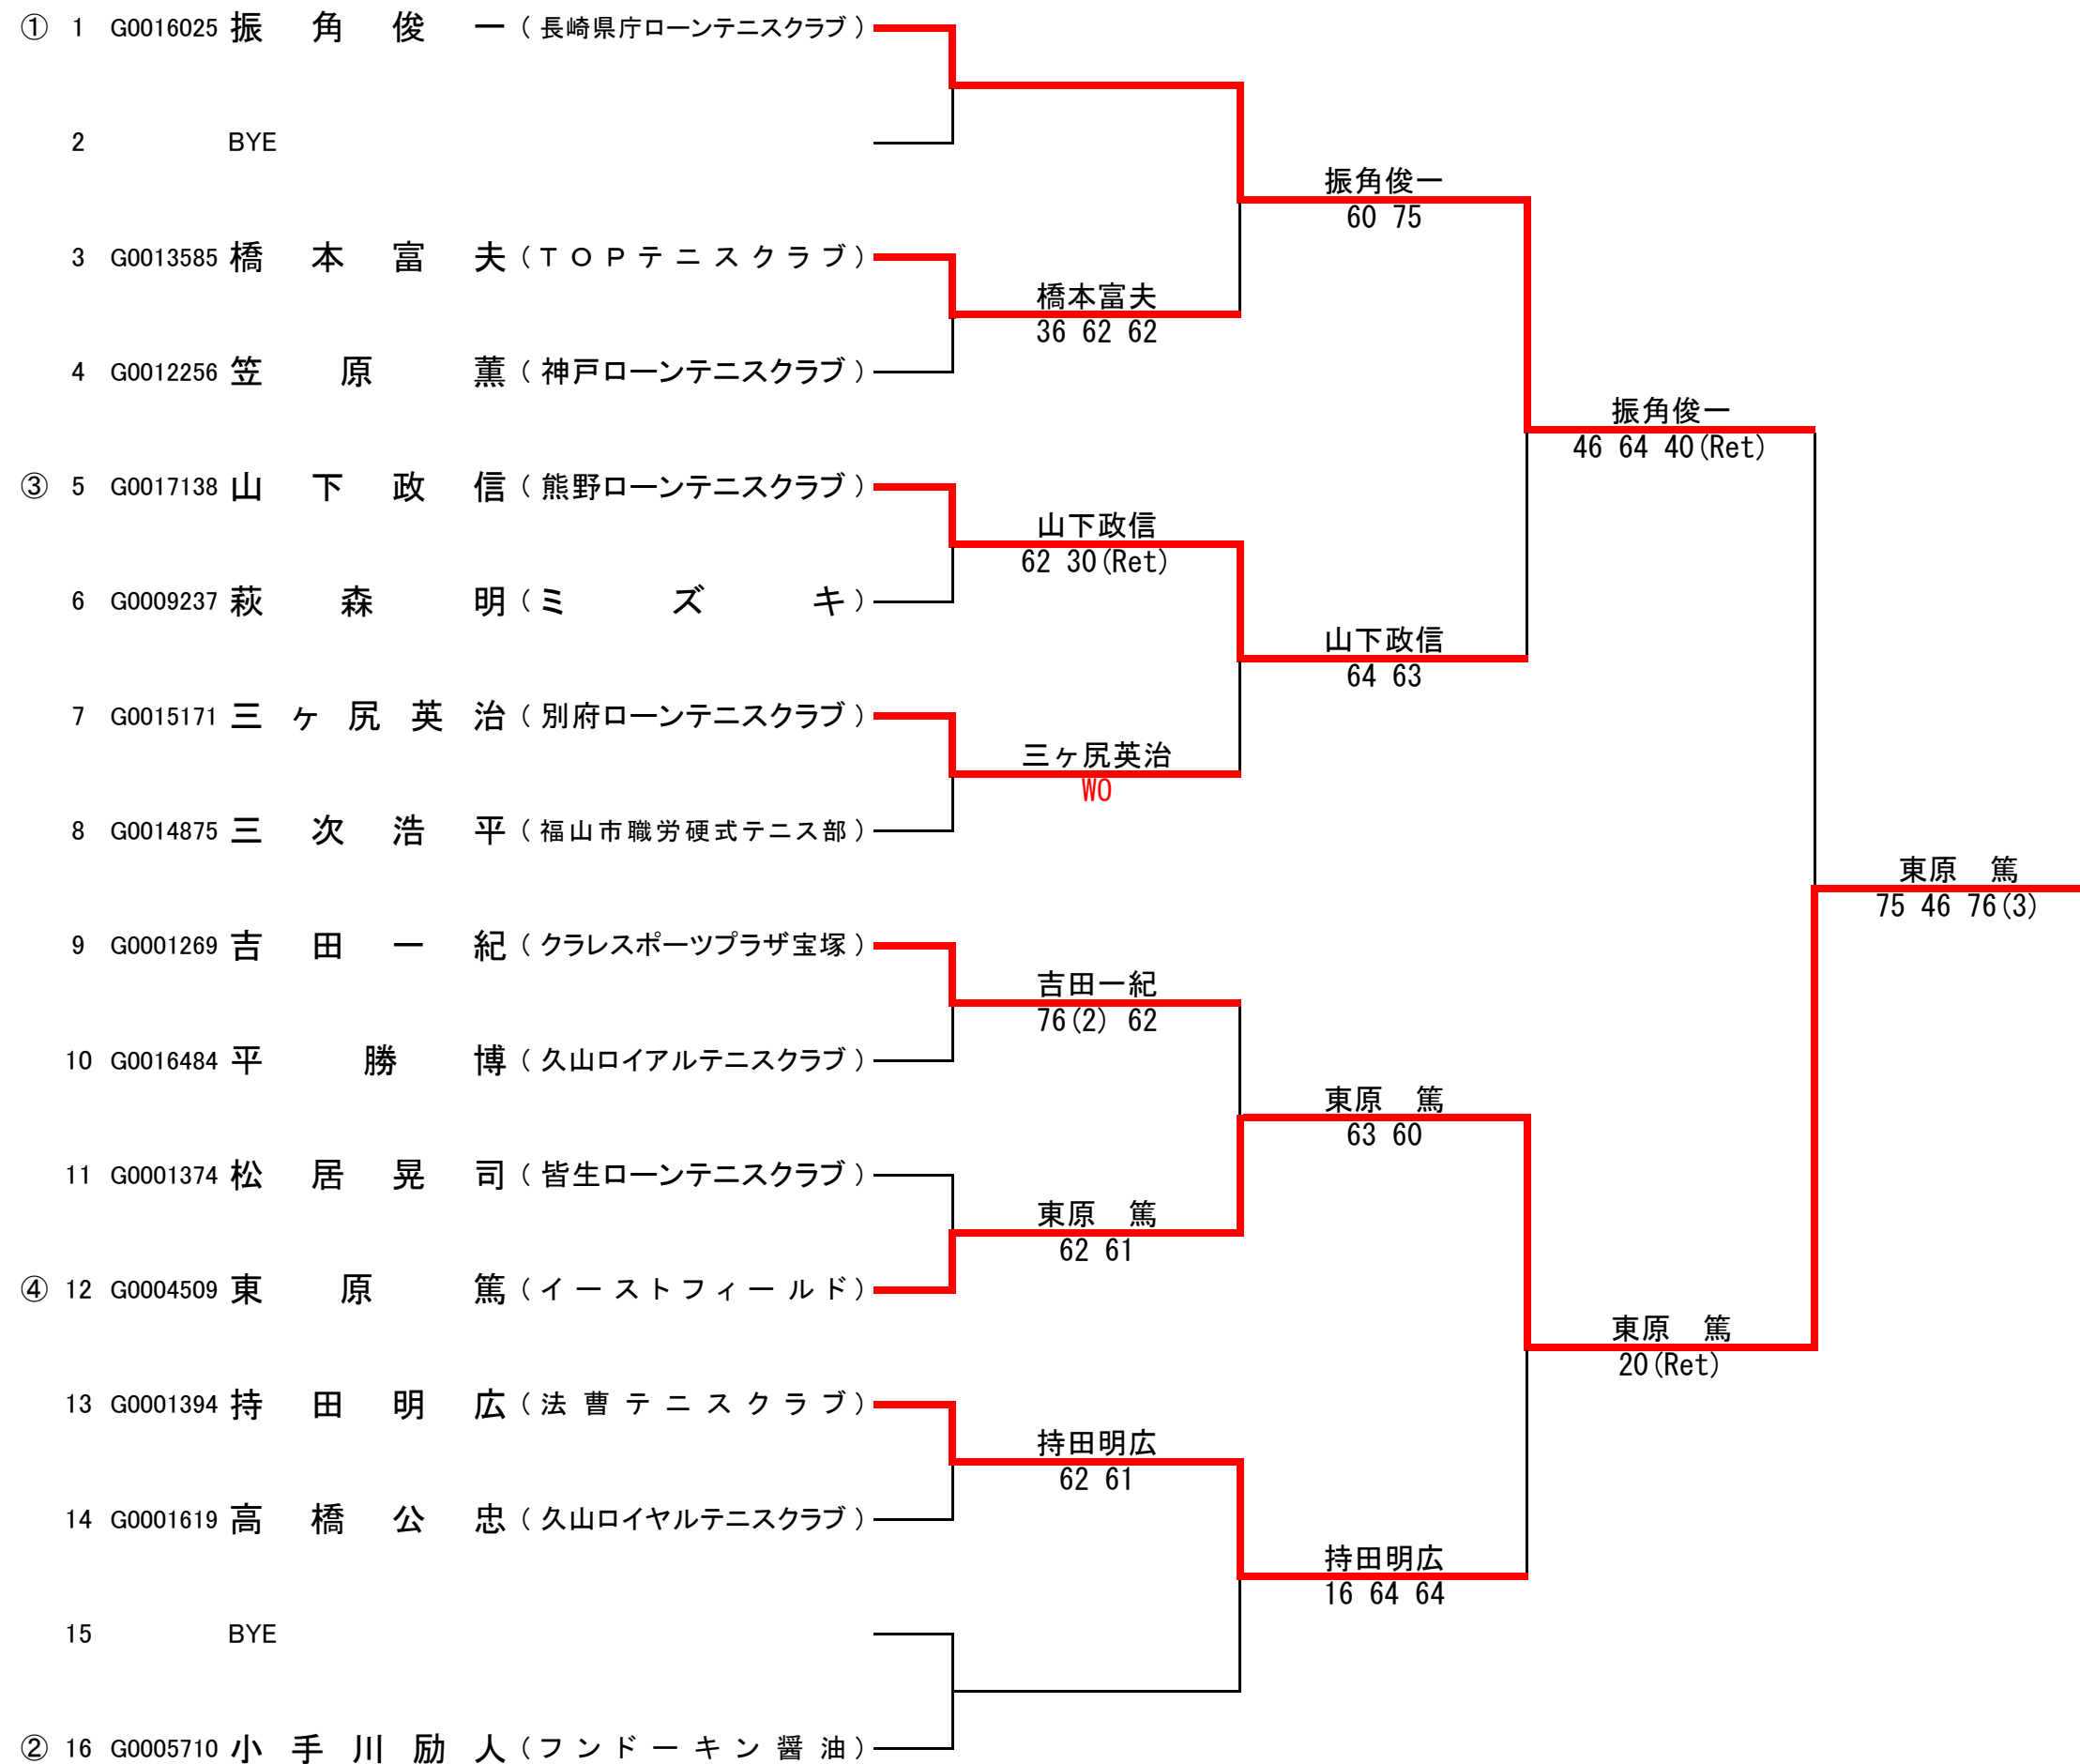 ① 1 G0016025 振角俊一 (長崎県庁ローンテニスクラブ)
2 BYE
振角俊一
60 75
3 G0013585 橋本富夫 (TOPテニスクラブ)
橋本富夫
36 62 62
4 G0012256 笠原薫 (神戸ローンテニスクラブ)
振角俊一
46 64 40(Ret)
③ 5 G0017138 山下政信 (熊野ローンテニスクラブ)
山下政信
62 30(Ret)
6 G0009237 萩森明 (ミズキ)
山下政信
64 63
7 G0015171 三ヶ尻英治 (別府ローンテニスクラブ)
三ヶ尻英治
WO
8 G0014875 三次浩平 (福山市職労硬式テニス部)
東原　篤
75 46 76(3)
9 G0001269 吉田一紀 (クラレスポーツプラザ宝塚)
吉田一紀
76(2) 62
10 G0016484 平勝博 (久山ロイアルテニスクラブ)
東原　篤
63 60
11 G0001374 松居晃司 (皆生ローンテニスクラブ)
東原　篤
62 61
④ 12 G0004509 東原篤 (イーストフィールド)
東原　篤
20(Ret)
13 G0001394 持田明広 (法曹テニスクラブ)
持田明広
62 61
14 G0001619 高橋公忠 (久山ロイヤルテニスクラブ)
持田明広
16 64 64
15 BYE
② 16 G0005710 小手川励人 (フンドーキン醤油)